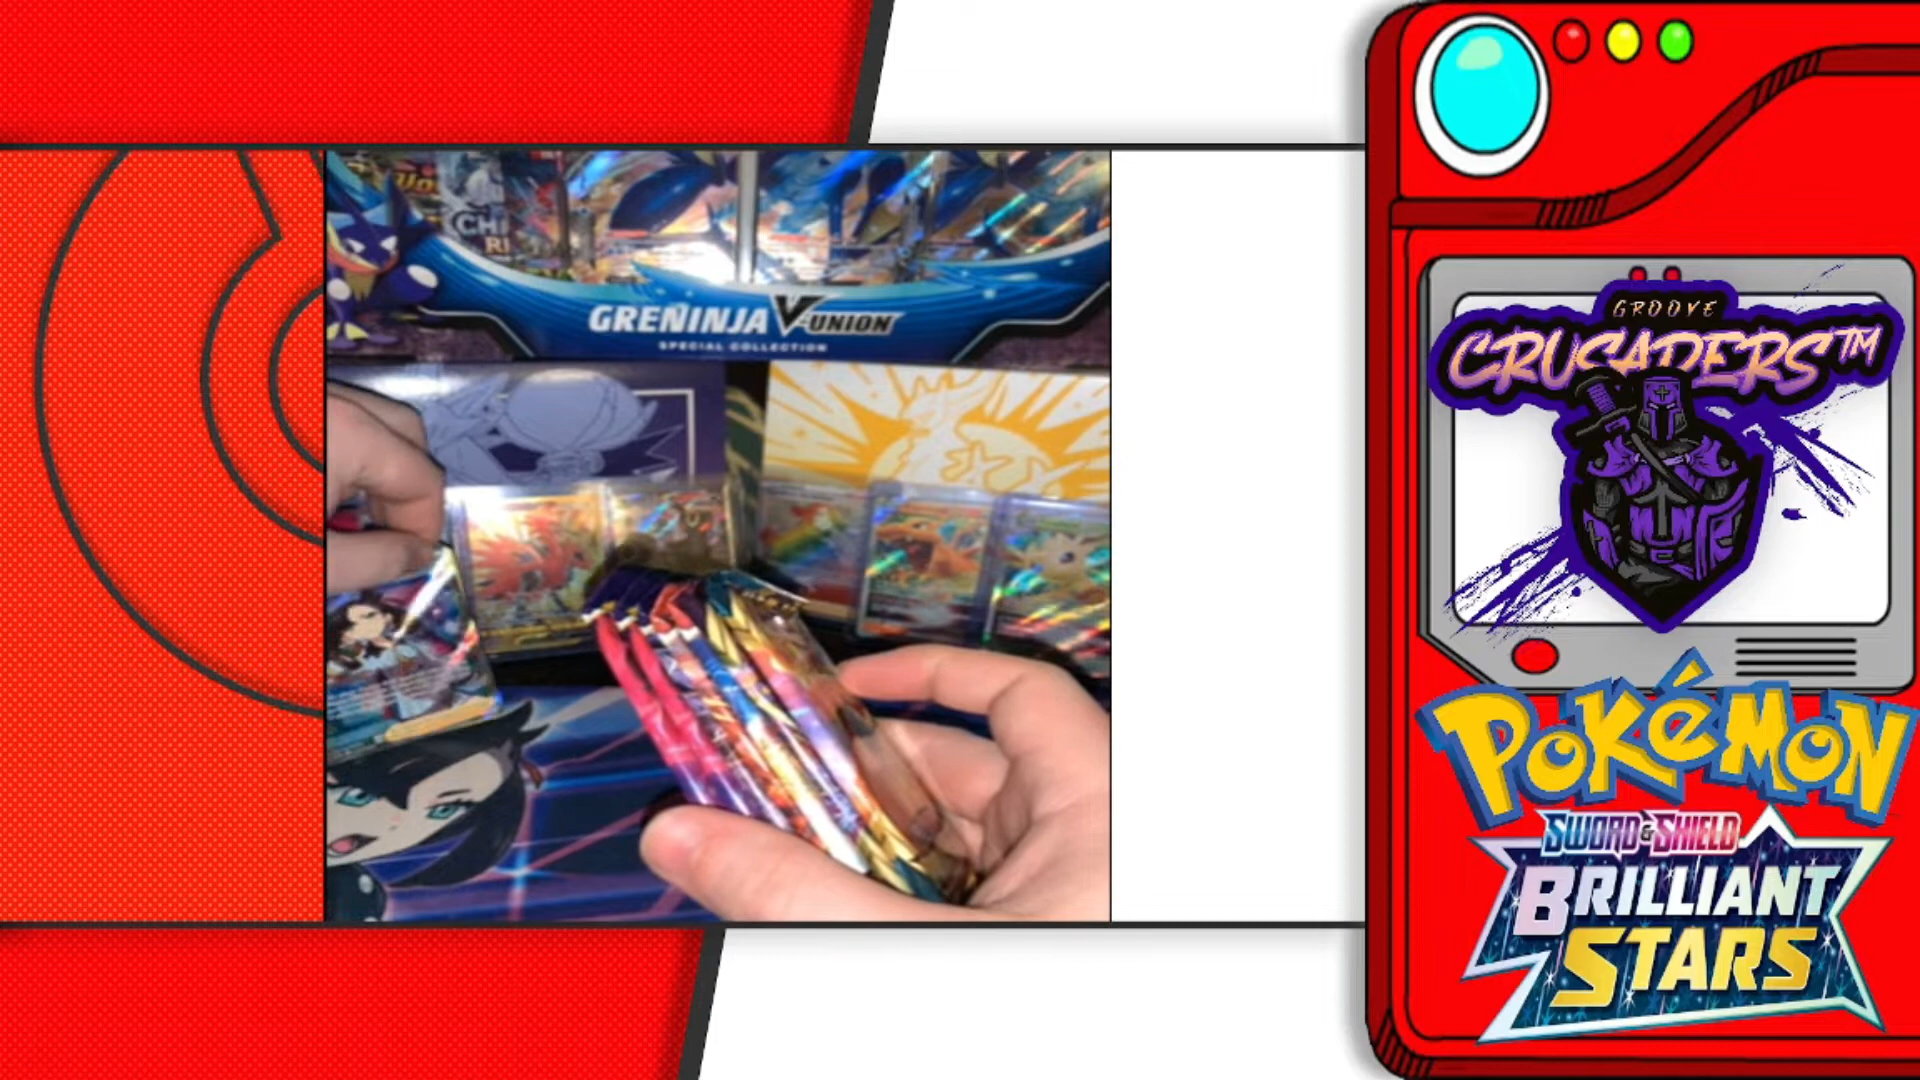 GRENINJA V-UNION
SPECIAL COLLECTION
GROOVE
CRUSADERS™
POKéMON
SWORD & SHIELD
BRILLIANT
STARS